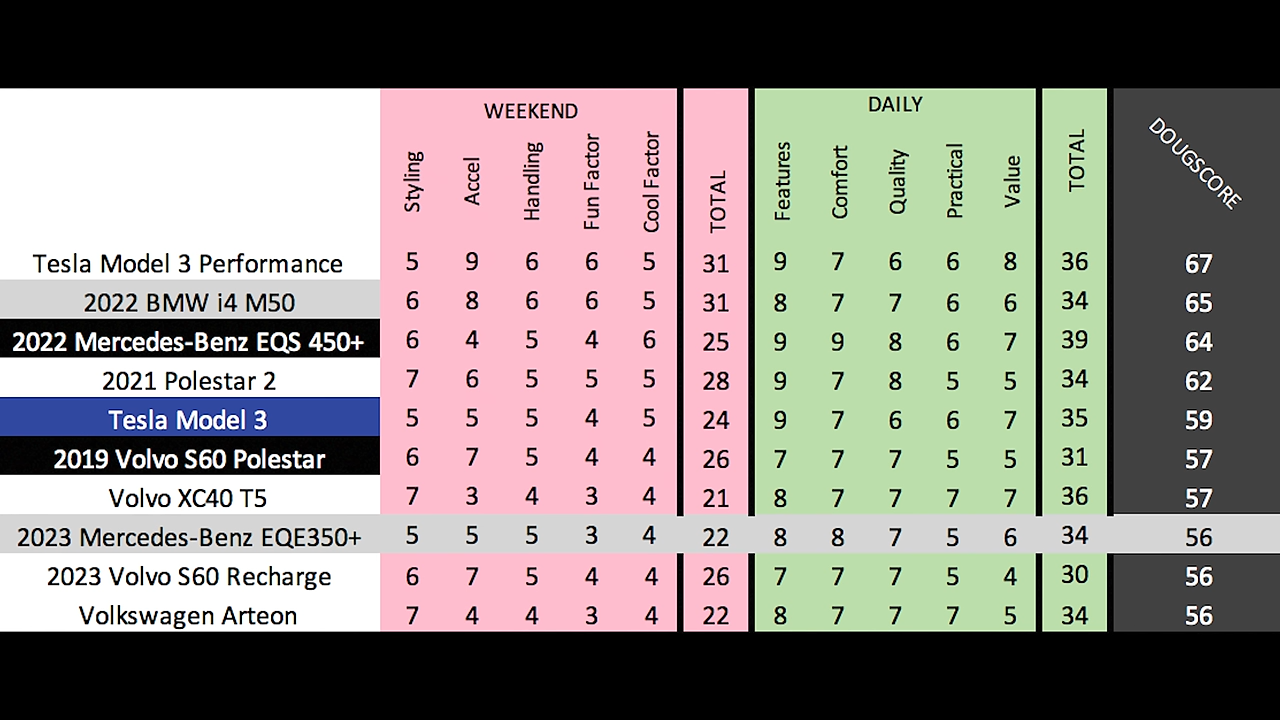 WEEKEND DAILY
Styling Accel Handling Fun Factor Cool Factor TOTAL Features Comfort Quality Practical Value TOTAL DOUGSCORE
Tesla Model 3 Performance 5 9 6 6 5 31 9 7 6 6 8 36 67
2022 BMW i4 M50 6 8 6 6 5 31 8 7 7 6 6 34 65
2022 Mercedes-Benz EQS 450+ 6 4 5 4 6 25 9 9 8 6 7 39 64
2021 Polestar 2 7 6 5 5 5 28 9 7 8 5 5 34 62
Tesla Model 3 5 5 5 4 5 24 9 7 6 6 7 35 59
2019 Volvo S60 Polestar 6 7 5 4 4 26 7 7 7 5 5 31 57
Volvo XC40 T5 7 3 4 3 4 21 8 7 7 7 7 36 57
2023 Mercedes-Benz EQE350+ 5 5 5 3 4 22 8 8 7 5 6 34 56
2023 Volvo S60 Recharge 6 7 5 4 4 26 7 7 7 5 4 30 56
Volkswagen Arteon 7 4 4 3 4 22 8 7 7 7 5 34 56